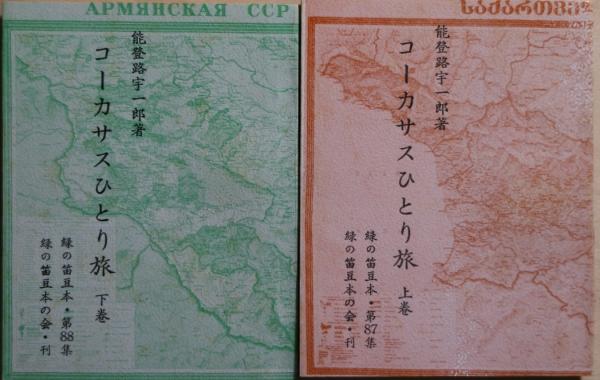 АРМЯНСКАЯ ССР
能登路宇一郎著
コーカサスひとり旅 下巻
緑の笛豆本・第88集
緑の笛豆本の会・刊
能登路宇一郎著
コーカサスひとり旅 上巻
緑の笛豆本・第87集
緑の笛豆本の会・刊